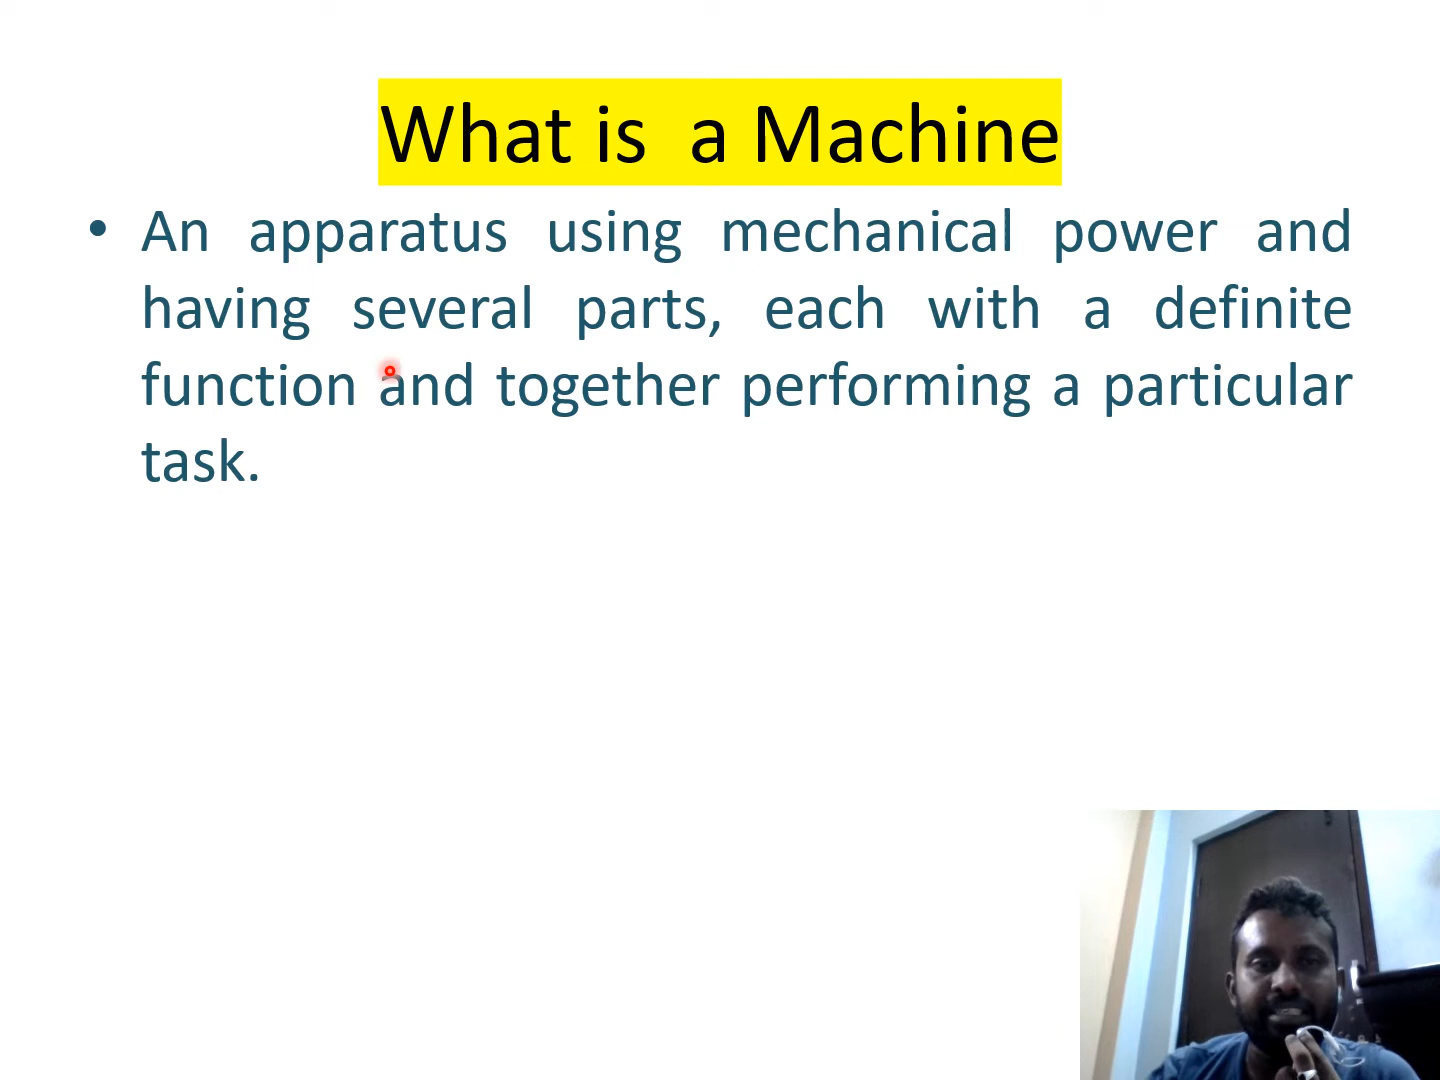 What is a Machine
• An apparatus using mechanical power and
having several parts, each with a definite
function and together performing a particular
task.